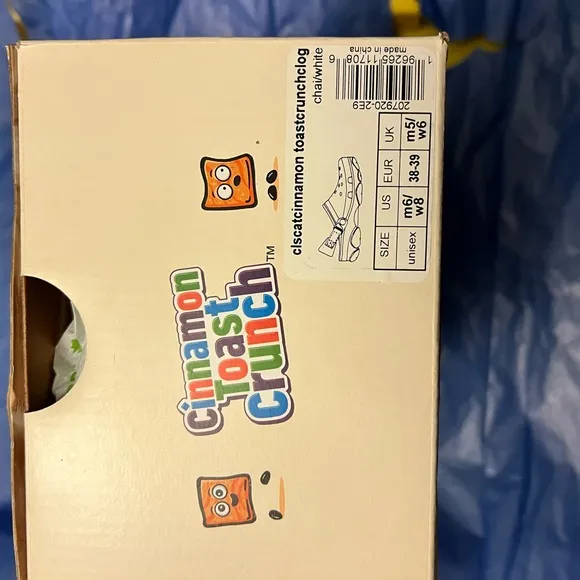 clscatcinnamon toastcrunchclog
chai/white
1 96265 11708 6
made in china
207920-2E9
SIZE US EUR UK
unisex m6/w8 38-39 m5/w6
Cinnamon
Toast
Crunch™